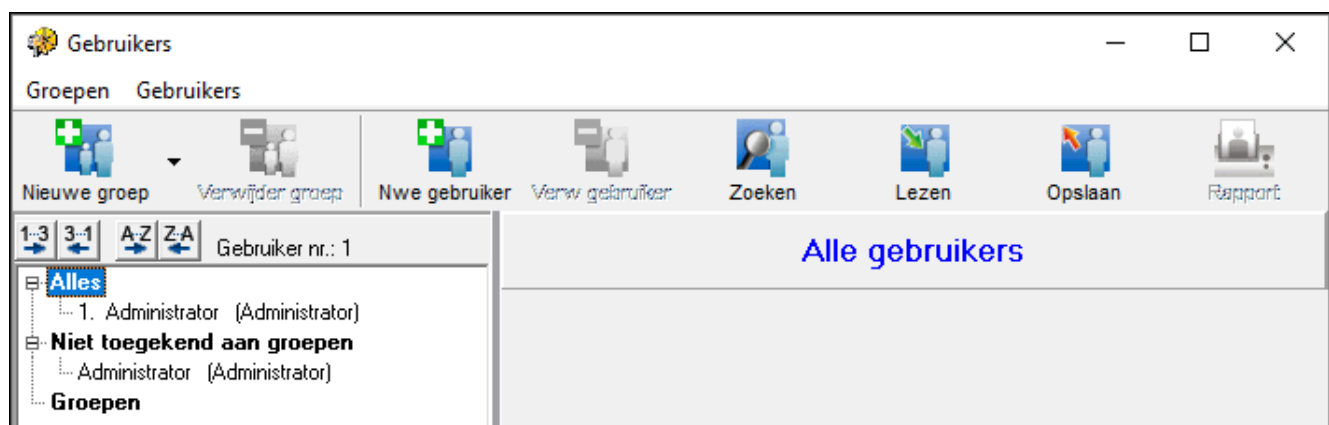 Gebruikers
Groepen Gebruikers
Nieuwe groep Verwijder groep Nwe gebruiker Verw gebruiker Zoeken Lezen Opslaan Rapport
1-3 3-1 A-Z Z-A Gebruiker nr.: 1
Alle gebruikers
Alles
1. Administrator (Administrator)
Niet toegekend aan groepen
Administrator (Administrator)
Groepen